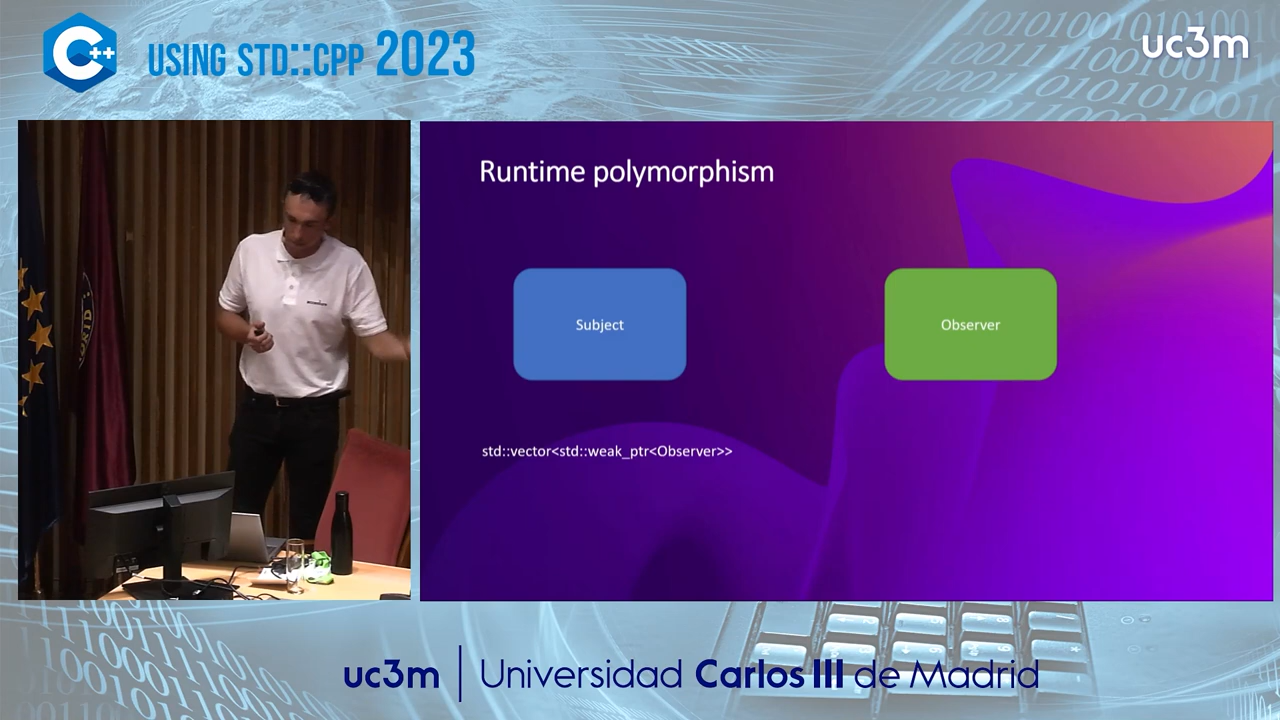 C++ USING STD::CPP 2023
uc3m
Runtime polymorphism
Subject
Observer
std::vector<std::weak_ptr<Observer>>
uc3m | Universidad Carlos III de Madrid